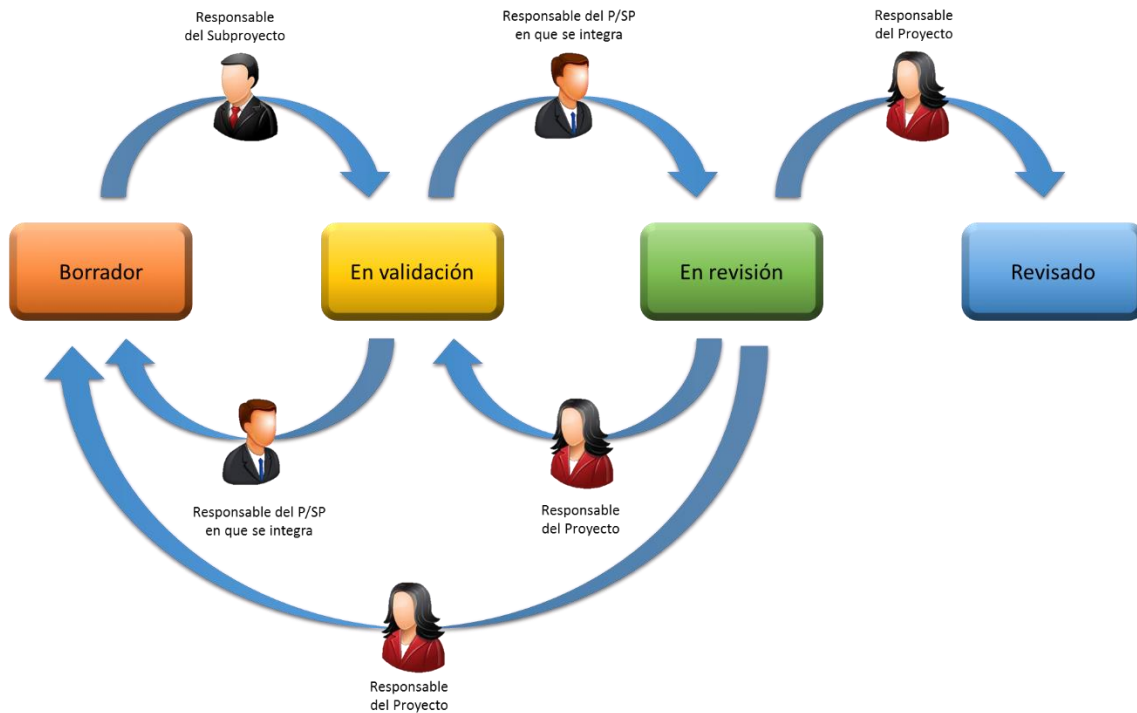 Responsable
del Subproyecto
Responsable del P/SP
en que se integra
Responsable
del Proyecto
Borrador
En validación
En revisión
Revisado
Responsable del P/SP
en que se integra
Responsable
del Proyecto
Responsable
del Proyecto